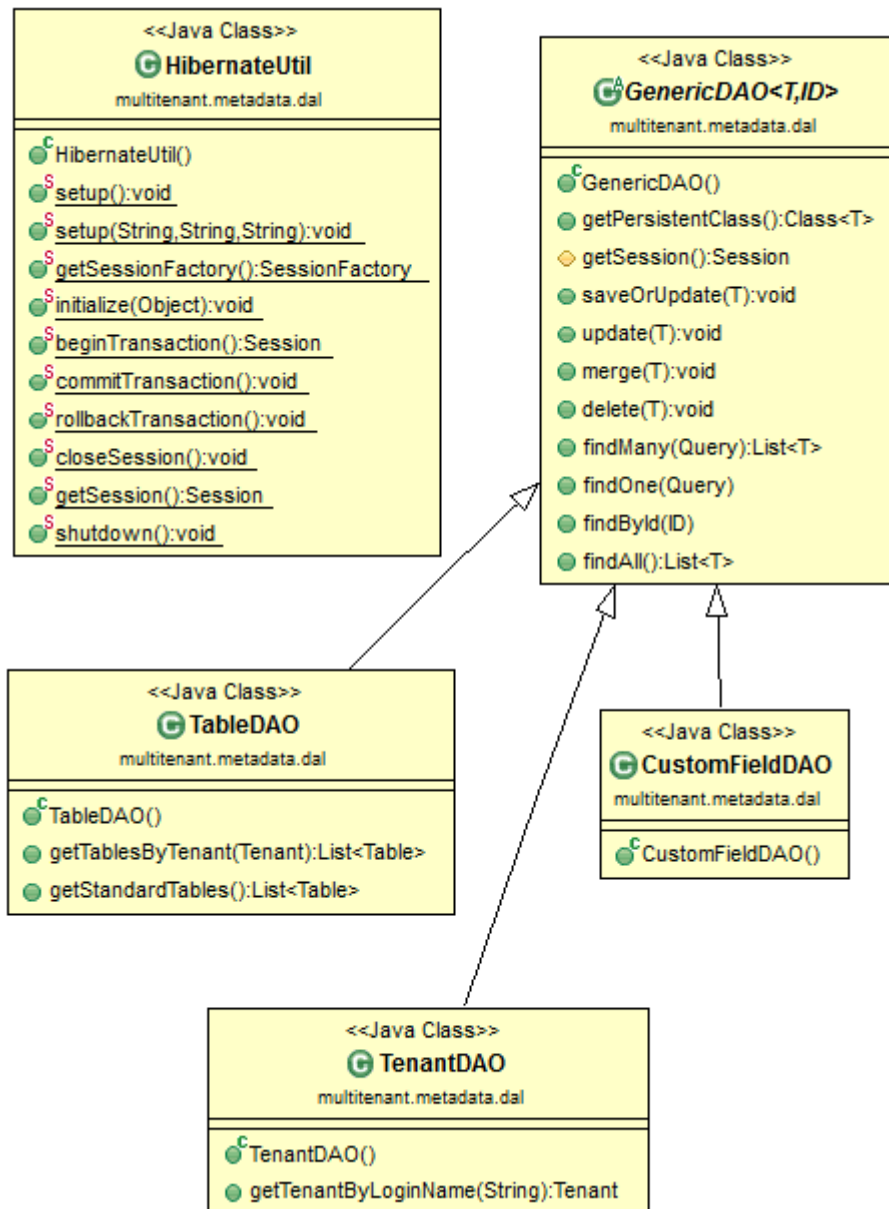 <<Java Class>>
HibernateUtil
multitenant.metadata.dal
HibernateUtil()
setup():void
setup(String,String,String):void
getSessionFactory():SessionFactory
initialize(Object):void
beginTransaction():Session
commitTransaction():void
rollbackTransaction():void
closeSession():void
getSession():Session
shutdown():void
<<Java Class>>
GenericDAO<T,ID>
multitenant.metadata.dal
GenericDAO()
getPersistentClass():Class<T>
getSession():Session
saveOrUpdate(T):void
update(T):void
merge(T):void
delete(T):void
findMany(Query):List<T>
findOne(Query)
findById(ID)
findAll():List<T>
<<Java Class>>
TableDAO
multitenant.metadata.dal
TableDAO()
getTablesByTenant(Tenant):List<Table>
getStandardTables():List<Table>
<<Java Class>>
CustomFieldDAO
multitenant.metadata.dal
CustomFieldDAO()
<<Java Class>>
TenantDAO
multitenant.metadata.dal
TenantDAO()
getTenantByLoginName(String):Tenant